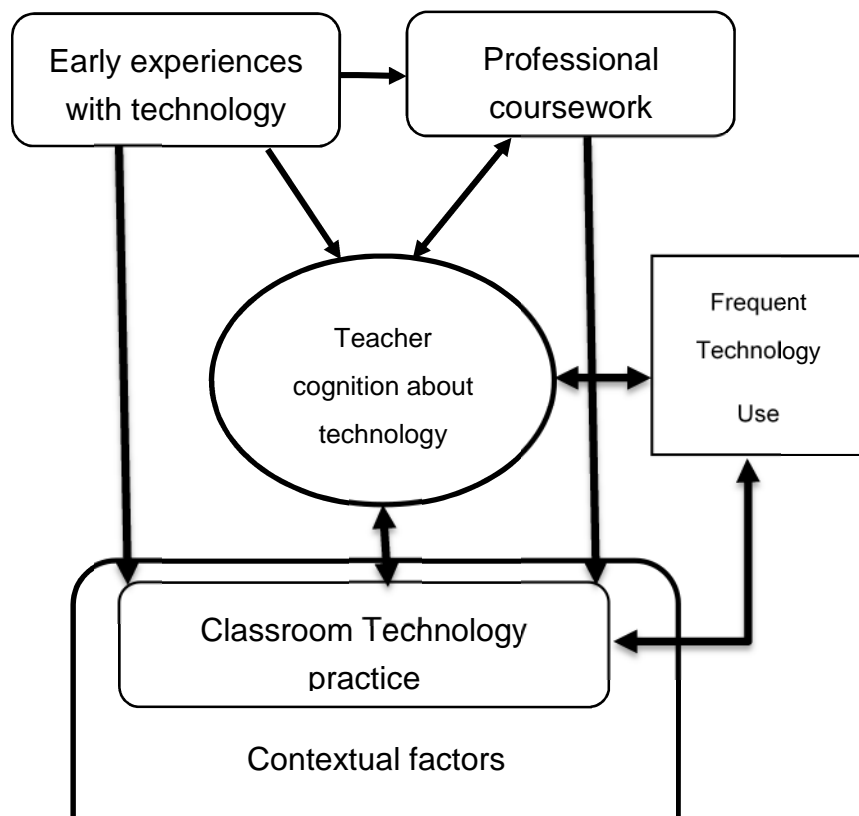 Early experiences
with technology
Professional
coursework
Teacher
cognition about
technology
Frequent
Technology
Use
Classroom Technology
practice
Contextual factors